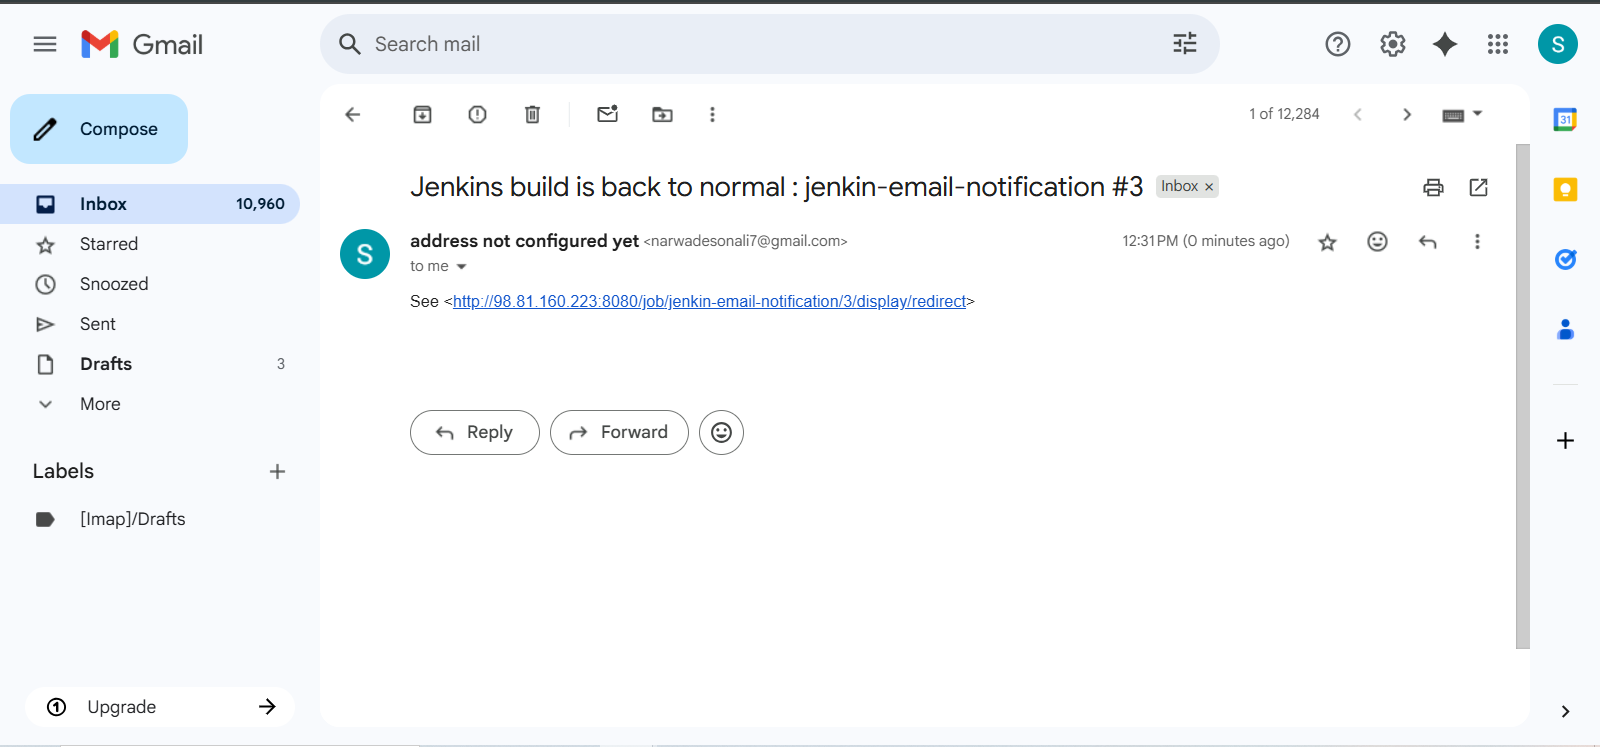 Gmail
Search mail
S
Compose
1 of 12,284
31
Jenkins build is back to normal : jenkin-email-notification #3 Inbox ×
Inbox 10,960
Starred
Snoozed
Sent
Drafts 3
More
Labels
[Imap]/Drafts
S
address not configured yet <narwadesonali7@gmail.com> 12:31 PM (0 minutes ago)
to me
See <http://98.81.160.223:8080/job/jenkin-email-notification/3/display/redirect>
Reply Forward
1 Upgrade